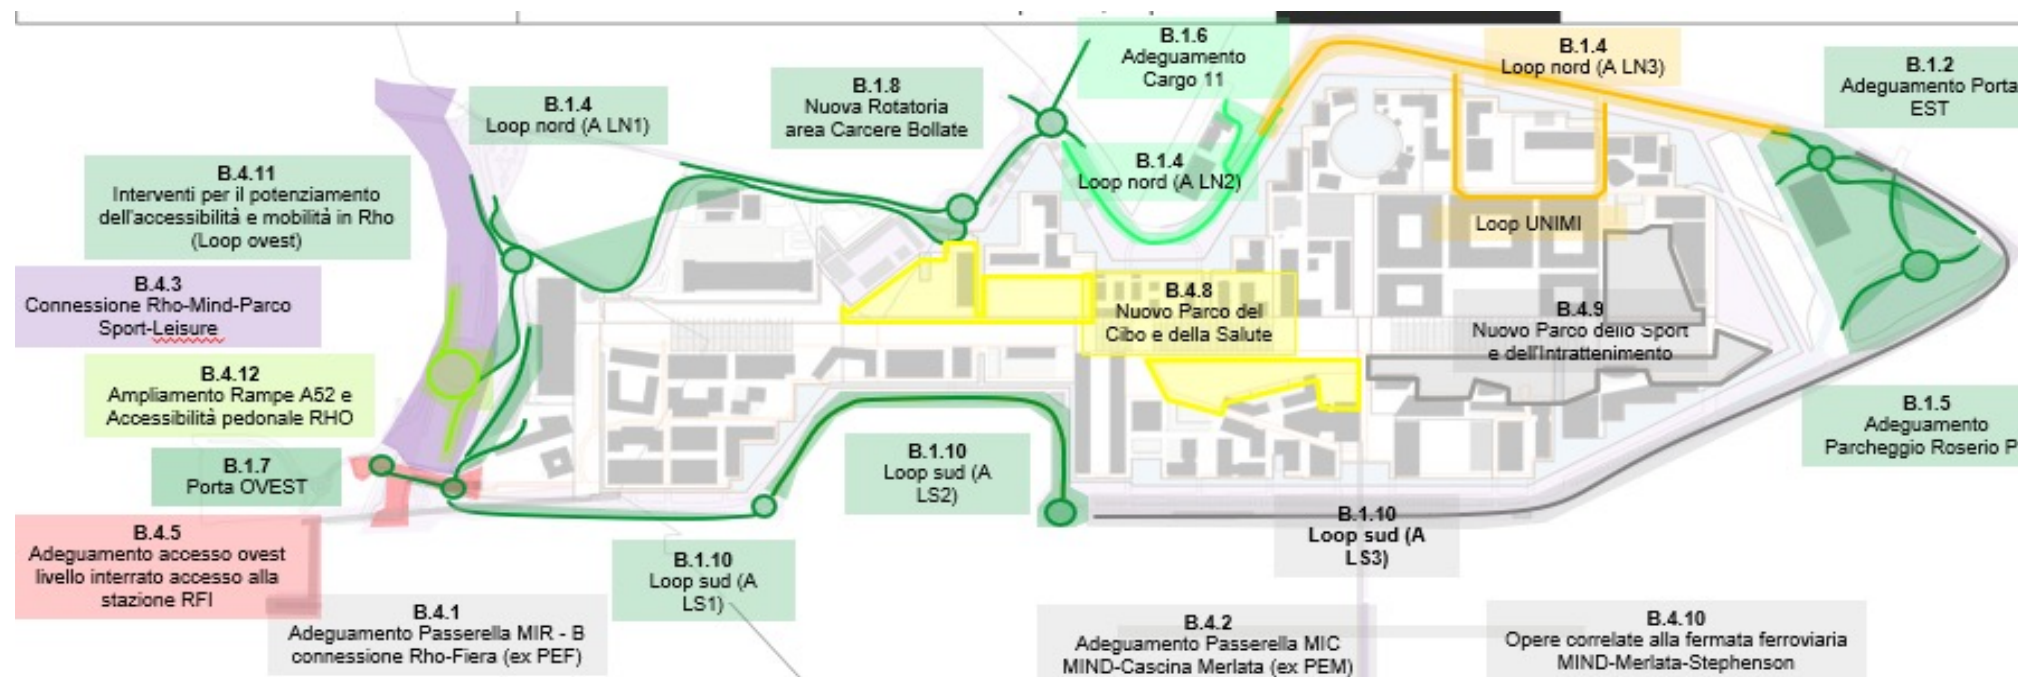 B.1.6
Adeguamento
Cargo 11
B.1.4
Loop nord (A LN3)
B.1.2
Adeguamento Porta
EST
B.1.8
Nuova Rotatoria
area Carcere Bollate
B.1.4
Loop nord (A LN1)
B.1.4
Loop nord (A LN2)
B.4.11
Interventi per il potenziamento
dell'accessibilità e mobilità in Rho
(Loop ovest)
Loop UNIMI
B.4.3
Connessione Rho-Mind-Parco
Sport-Leisure
B.4.8
Nuovo Parco del
Cibo e della Salute
B.4.9
Nuovo Parco dello Sport
e dell'Intrattenimento
B.4.12
Ampliamento Rampe A52 e
Accessibilità pedonale RHO
B.1.5
Adeguamento
Parcheggio Roserio P
B.1.7
Porta OVEST
B.1.10
Loop sud (A
LS2)
B.4.5
Adeguamento accesso ovest
livello interrato accesso alla
stazione RFI
B.1.10
Loop sud (A
LS3)
B.1.10
Loop sud (A
LS1)
B.4.1
Adeguamento Passerella MIR - B
connessione Rho-Fiera (ex PEF)
B.4.2
Adeguamento Passerella MIC
MIND-Cascina Merlata (ex PEM)
B.4.10
Opere correlate alla fermata ferroviaria
MIND-Merlata-Stephenson